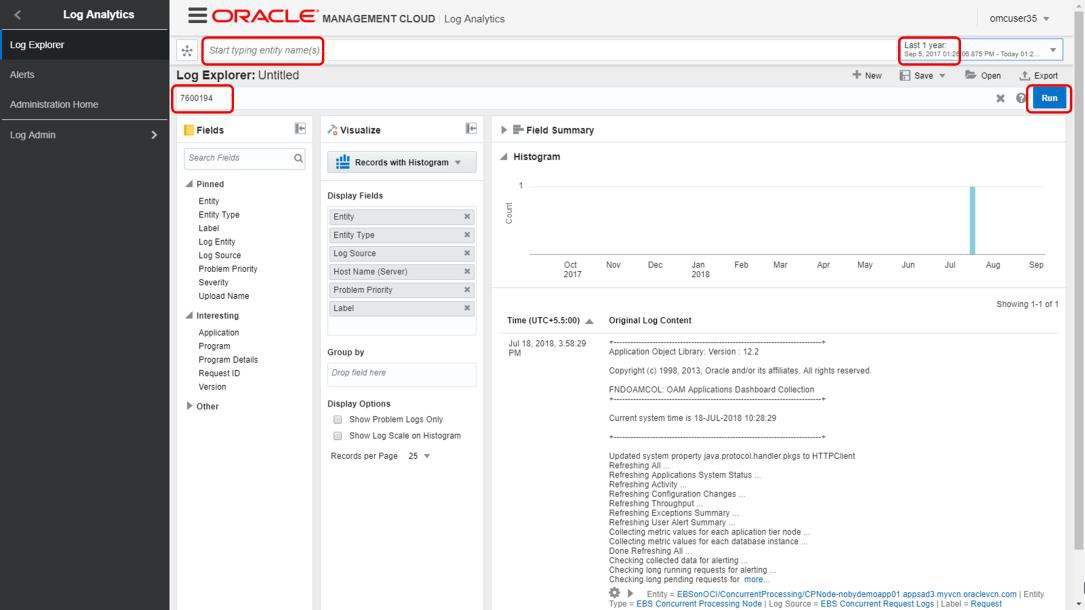 Log Analytics
Log Explorer
Alerts
Administration Home
Log Admin
ORACLE MANAGEMENT CLOUD | Log Analytics
omcuser35
Start typing entity name(s)
Last 1 year:
Sep 5, 2017 01:26:06.875 PM - Today 01:2...
Log Explorer: Untitled
New
Save
Open
Export
7600194
Run
Fields
Search Fields
Pinned
Entity
Entity Type
Label
Log Entity
Log Source
Problem Priority
Severity
Upload Name
Interesting
Application
Program
Program Details
Request ID
Version
Other
Visualize
Records with Histogram
Display Fields
Entity
Entity Type
Log Source
Host Name (Server)
Problem Priority
Label
Group by
Drop field here
Display Options
Show Problem Logs Only
Show Log Scale on Histogram
Records per Page 25
Field Summary
Histogram
1
Count
Oct 2017 Nov Dec Jan 2018 Feb Mar Apr May Jun Jul Aug Sep
Showing 1-1 of 1
Time (UTC+5.5:00) Original Log Content
Jul 18, 2018, 3:58:29 PM
+---------------------------------------------------------------------------+
Application Object Library: Version : 12.2
Copyright (c) 1998, 2013, Oracle and/or its affiliates. All rights reserved.
FNDOAMCOL: OAM Applications Dashboard Collection
+---------------------------------------------------------------------------+
Current system time is 18-JUL-2018 10:28:29
+---------------------------------------------------------------------------+
Updated system property java.protocol.handler.pkgs to HTTPClient
Refreshing All ...
Refreshing Applications System Status ...
Refreshing Activity ...
Refreshing Configuration Changes ...
Refreshing Throughput ...
Refreshing Exceptions Summary ...
Refreshing User Alert Summary ...
Collecting metric values for each aplication tier node ...
Collecting metric values for each database instance ...
Done Refreshing All ...
Checking collected data for alerting ...
Checking long running requests for alerting ...
Checking long pending requests for more...
Entity = EBSonOCI/ConcurrentProcessing/CPNode-nobydemoapp01.appsad3.myvcn.oraclevcn.com | Entity
Type = EBS Concurrent Processing Node | Log Source = EBS Concurrent Request Logs | Label = Request